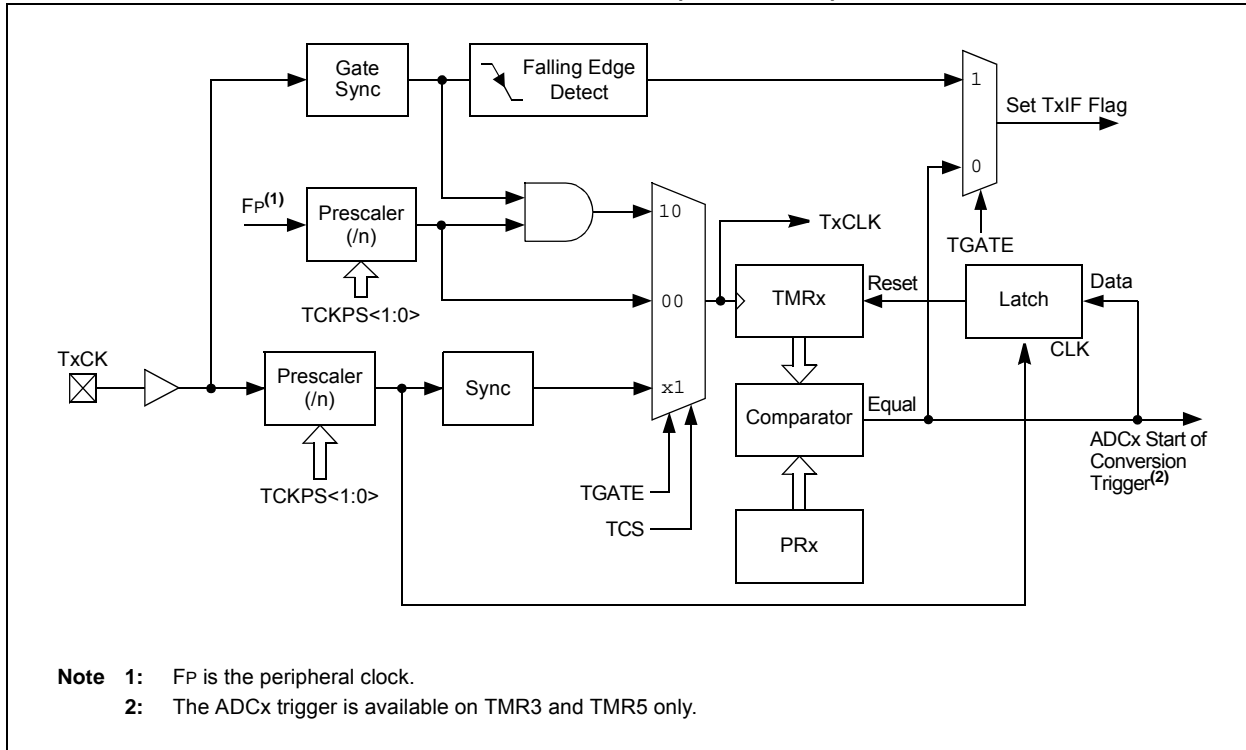 Gate
Sync
Falling Edge
Detect
1
Set TxIF Flag
0
FP(1)
Prescaler
(/n)
10
TxCLK
TGATE
TCKPS<1:0>
00
TMRx
Reset
Latch
Data
CLK
TxCK
Prescaler
(/n)
Sync
x1
Comparator
Equal
ADCx Start of
Conversion
Trigger(2)
TCKPS<1:0>
TGATE
TCS
PRx
Note 1: FP is the peripheral clock.
2: The ADCx trigger is available on TMR3 and TMR5 only.